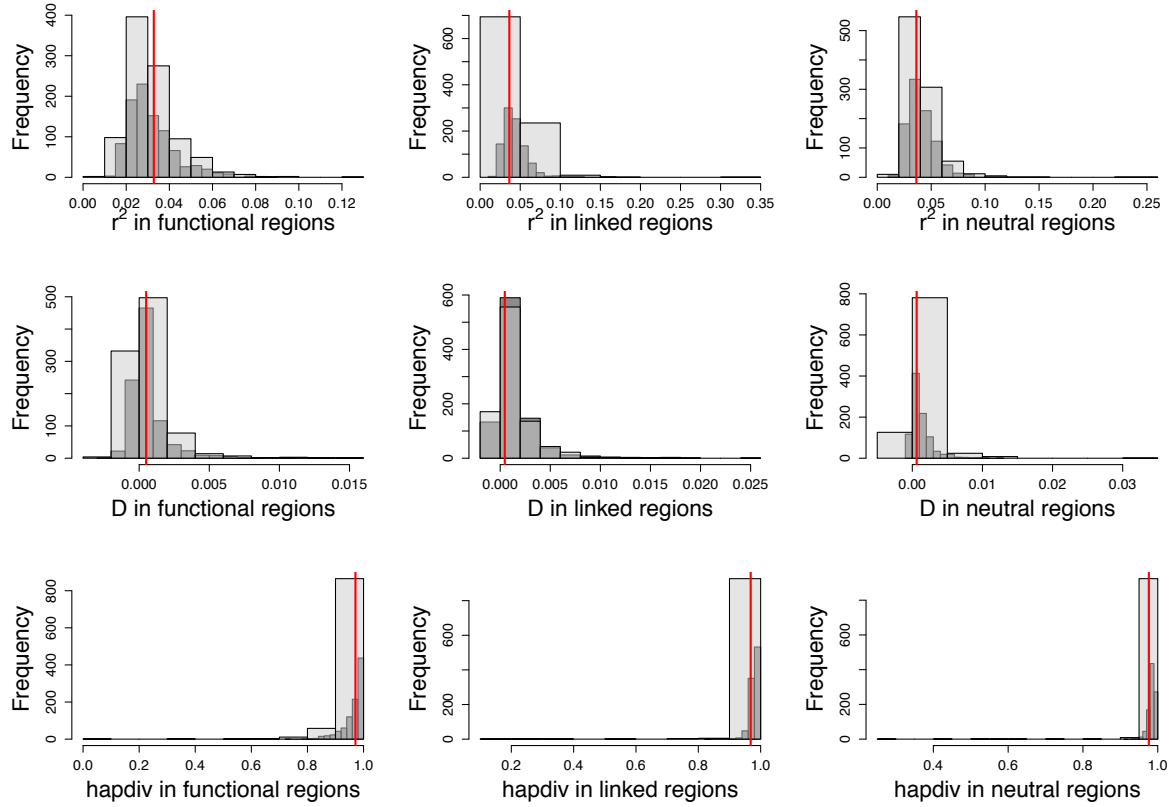 Frequency
0 100 200 300 400
0.00 0.02 0.04 0.06 0.08 0.10 0.12
r² in functional regions
Frequency
0 200 400 600
0.00 0.05 0.10 0.15 0.20 0.25 0.30 0.35
r² in linked regions
Frequency
0 100 300 500
0.00 0.05 0.10 0.15 0.20 0.25
r² in neutral regions
Frequency
0 100 300 500
0.000 0.005 0.010 0.015
D in functional regions
Frequency
0 200 400 600
0.000 0.005 0.010 0.015 0.020 0.025
D in linked regions
Frequency
0 200 400 600 800
0.00 0.01 0.02 0.03
D in neutral regions
Frequency
0 200 400 600 800
0.0 0.2 0.4 0.6 0.8 1.0
hapdiv in functional regions
Frequency
0 200 400 600
0.2 0.4 0.6 0.8 1.0
hapdiv in linked regions
Frequency
0 200 400 600
0.4 0.6 0.8 1.0
hapdiv in neutral regions